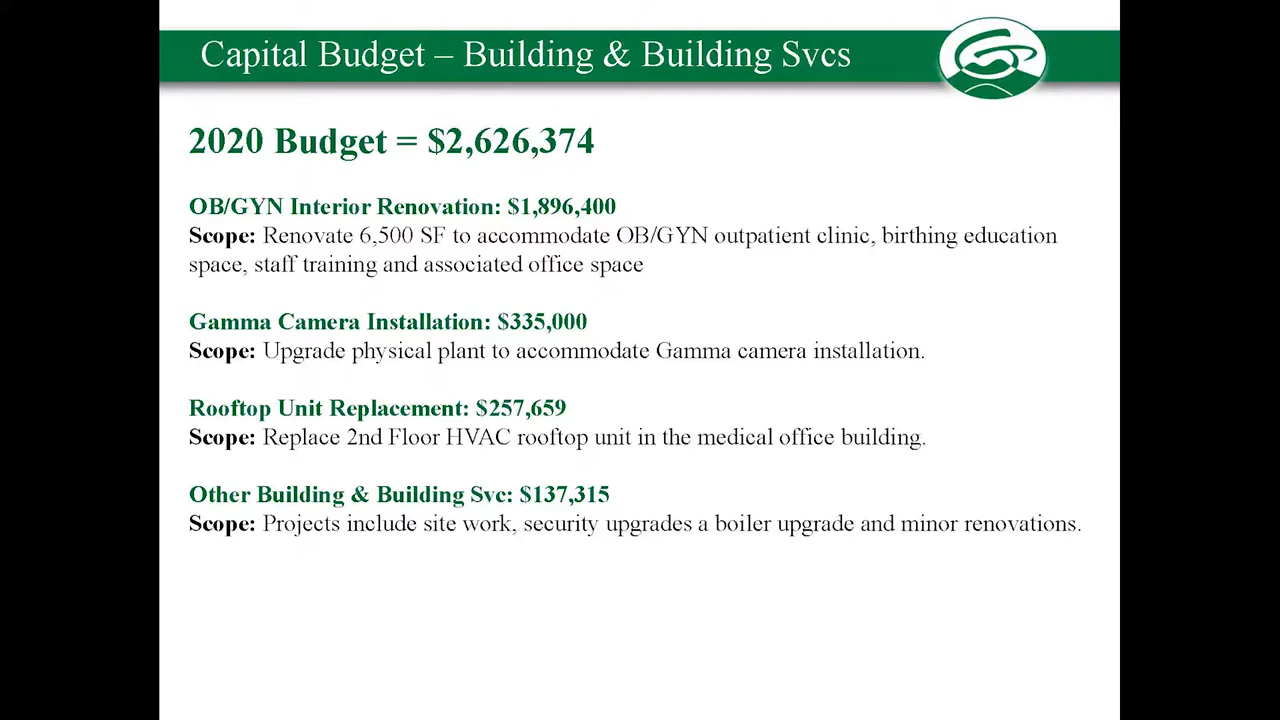 Capital Budget – Building & Building Svcs
2020 Budget = $2,626,374
OB/GYN Interior Renovation: $1,896,400
Scope: Renovate 6,500 SF to accommodate OB/GYN outpatient clinic, birthing education
space, staff training and associated office space
Gamma Camera Installation: $335,000
Scope: Upgrade physical plant to accommodate Gamma camera installation.
Rooftop Unit Replacement: $257,659
Scope: Replace 2nd Floor HVAC rooftop unit in the medical office building.
Other Building & Building Svc: $137,315
Scope: Projects include site work, security upgrades a boiler upgrade and minor renovations.